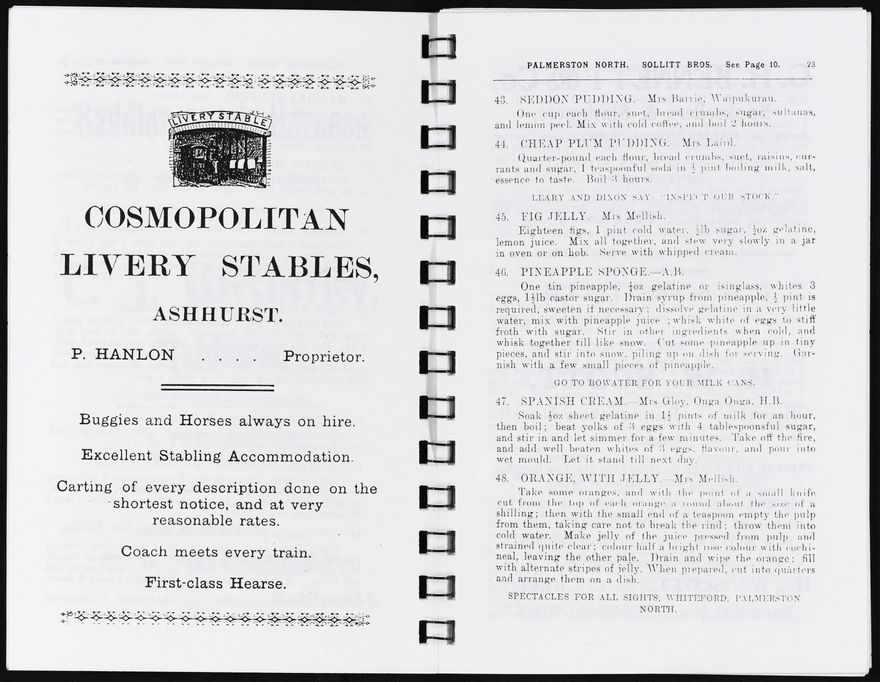 LIVERY STABLE
COSMOPOLITAN
LIVERY STABLES,
ASHHURST.
P. HANLON . . . . Proprietor.
Buggies and Horses always on hire.
Excellent Stabling Accommodation.
Carting of every description done on the
shortest notice, and at very
reasonable rates.
Coach meets every train.
First-class Hearse.
PALMERSTON NORTH. SOLLITT BROS. See Page 10. 23
43. SEDDON PUDDING.—Mrs Barrie, Waipukurau.
One cup each flour, suet, bread crumbs, sugar, sultanas,
and lemon peel. Mix with cold coffee, and boil 2 hours.
44. CHEAP PLUM PUDDING.—Mrs Laird.
Quarter-pound each flour, bread crumbs, suet, raisins, cur-
rants and sugar, 1 teaspoonful soda in ½ pint boiling milk, salt,
essence to taste. Boil 3 hours.
LEARY AND DIXON SAY: "INSPECT OUR STOCK."
45. FIG JELLY.—Mrs Mellish.
Eighteen figs, 1 pint cold water, ½lb sugar, ½oz gelatine,
lemon juice. Mix all together, and stew very slowly in a jar
in oven or on hob. Serve with whipped cream.
46. PINEAPPLE SPONGE.—A.B.
One tin pineapple, ½oz gelatine or isinglass, whites 3
eggs, 1½lb castor sugar. Drain syrup from pineapple, ½ pint is
required, sweeten if necessary; dissolve gelatine in a very little
water, mix with pineapple juice ; whisk white of eggs to stiff
froth with sugar. Stir in other ingredients when cold, and
whisk together till like snow. Cut some pineapple up in tiny
pieces, and stir into snow, piling up on dish for serving. Gar-
nish with a few small pieces of pineapple.
GO TO BOWATER FOR YOUR MILK CANS.
47. SPANISH CREAM.—Mrs Gloy, Onga Onga, H.B.
Soak ½oz sheet gelatine in 1½ pints of milk for an hour,
then boil; beat yolks of 3 eggs with 4 tablespoonsful sugar,
and stir in and let simmer for a few minutes. Take off the fire,
and add well beaten whites of 3 eggs, flavour, and pour into
wet mould. Let it stand till next day.
48. ORANGE, WITH JELLY.—Mrs Mellish.
Take some oranges, and with the point of a small knife
cut from the top of each orange a round about the size of a
shilling; then with the small end of a teaspoon empty the pulp
from them, taking care not to break the rind; throw them into
cold water. Make jelly of the juice pressed from pulp and
strained quite clear; colour half a bright rose colour with cochi-
neal, leaving the other pale. Drain and wipe the orange; fill
with alternate stripes of jelly. When prepared, cut into quarters
and arrange them on a dish.
SPECTACLES FOR ALL SIGHTS, WHITEFORD, PALMERSTON
NORTH.